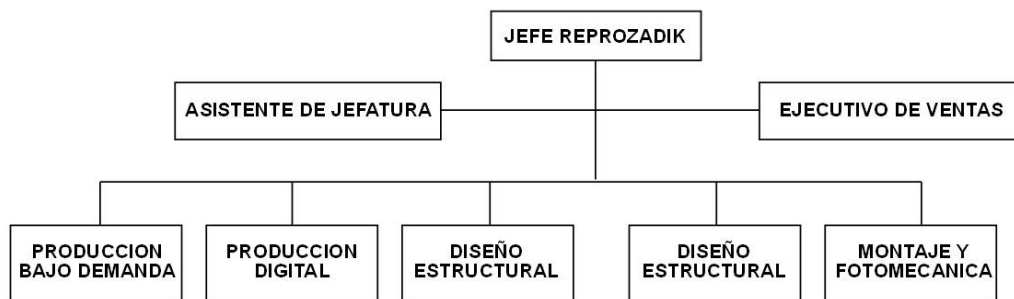 JEFE REPROZADIK
ASISTENTE DE JEFATURA
EJECUTIVO DE VENTAS
PRODUCCION
BAJO DEMANDA
PRODUCCION
DIGITAL
DISEÑO
ESTRUCTURAL
DISEÑO
ESTRUCTURAL
MONTAJE Y
FOTOMECANICA